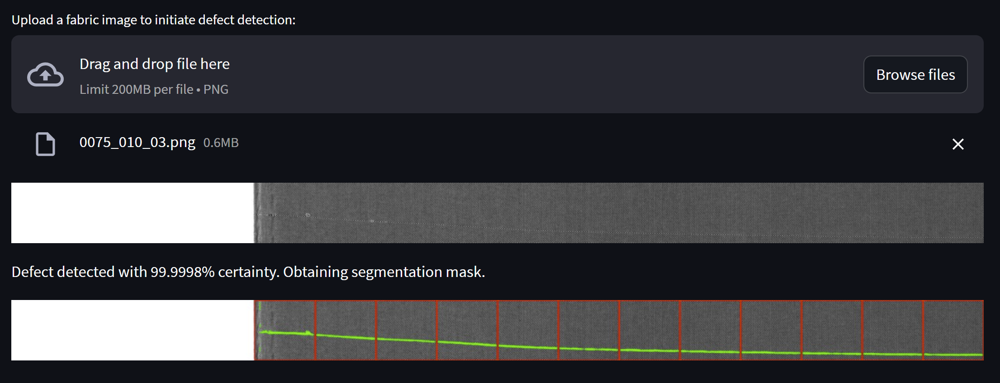 Upload a fabric image to initiate defect detection:
Drag and drop file here
Limit 200MB per file • PNG
Browse files
0075_010_03.png 0.6MB
Defect detected with 99.9998% certainty. Obtaining segmentation mask.